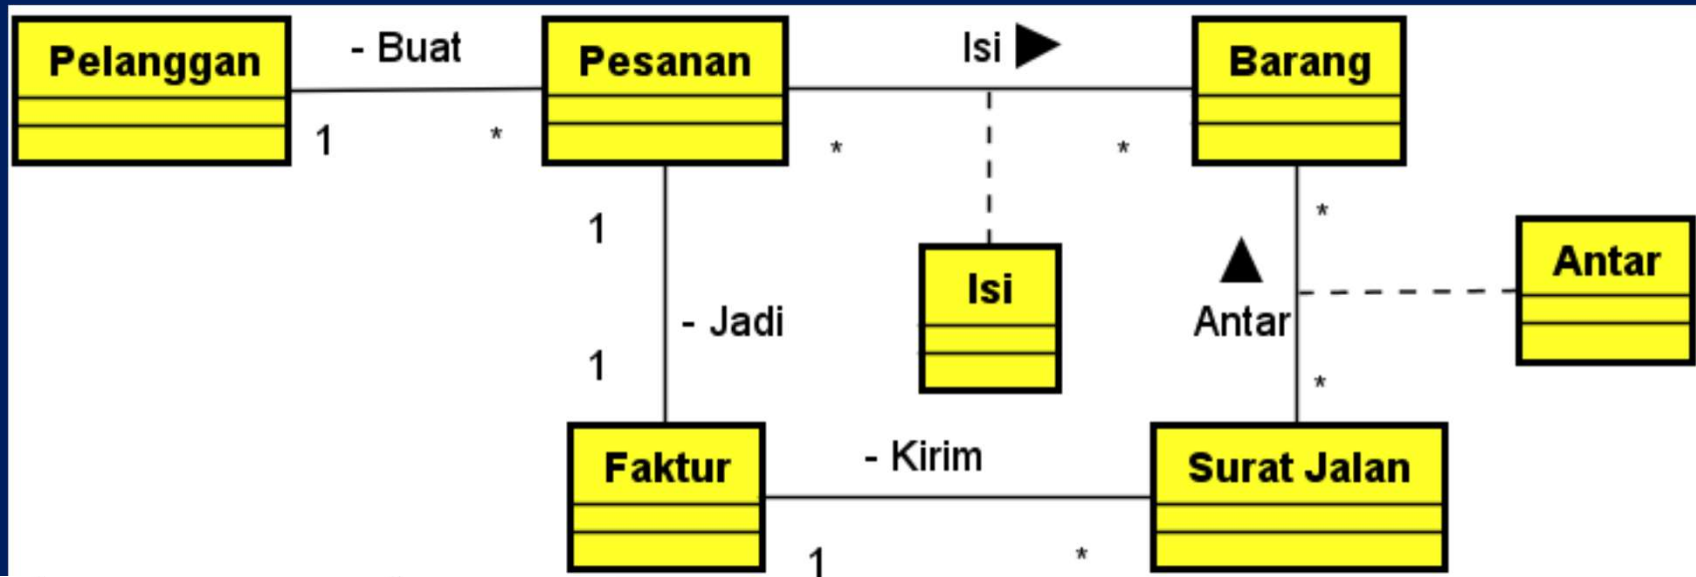 Pelanggan
- Buat
1
*
Pesanan
Isi ▶
*
*
Barang
1
- Jadi
1
Isi
*
▲
Antar
*
Antar
Faktur
- Kirim
1
*
Surat Jalan